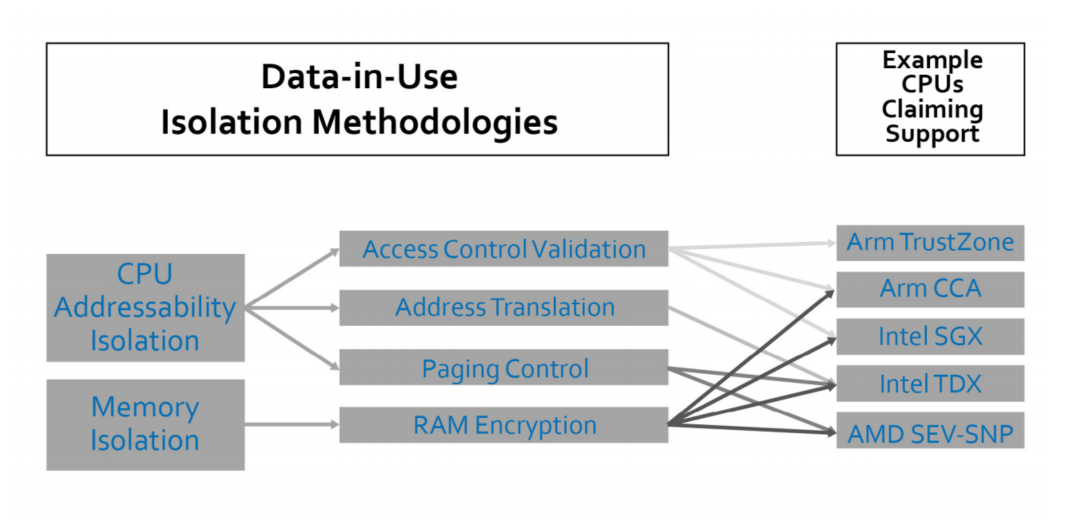 Data-in-Use
Isolation Methodologies
Example
CPUs
Claiming
Support
CPU
Addressability
Isolation
Memory
Isolation
Access Control Validation
Address Translation
Paging Control
RAM Encryption
Arm TrustZone
Arm CCA
Intel SGX
Intel TDX
AMD SEV-SNP